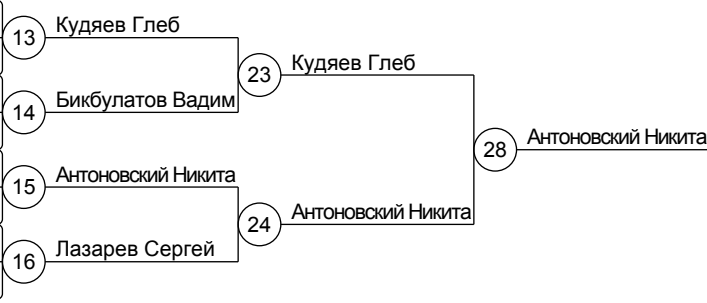 13 Кудяев Глеб
23 Кудяев Глеб
14 Бикбулатов Вадим
28 Антоновский Никита
15 Антоновский Никита
24 Антоновский Никита
16 Лазарев Сергей